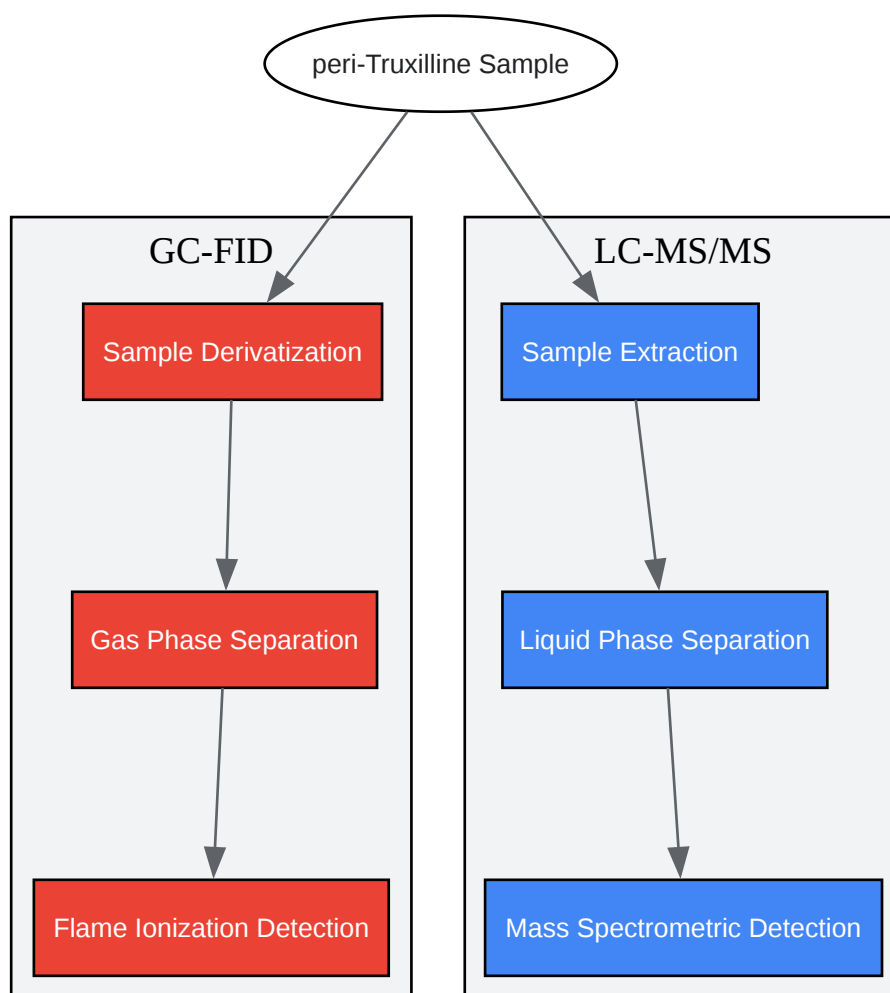 peri-Truxilline Sample
GC-FID
LC-MS/MS
Sample Derivatization
Sample Extraction
Gas Phase Separation
Liquid Phase Separation
Flame Ionization Detection
Mass Spectrometric Detection